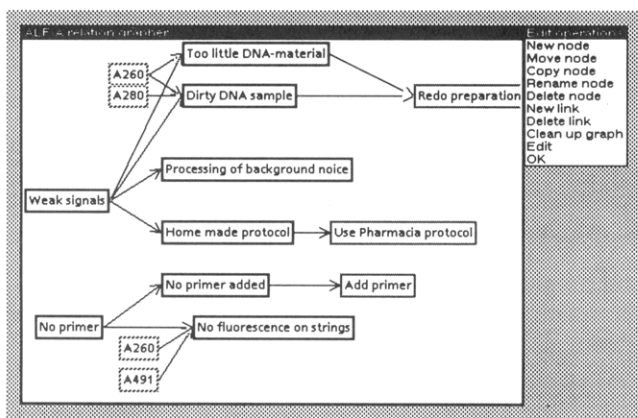 ALF: A relation grapher
Edit operations
New node
Move node
Copy node
Rename node
Delete node
New link
Delete link
Clean up graph
Edit
OK
Too little DNA-material
A260
A280
Dirty DNA sample
Redo preparation
Processing of background noice
Weak signals
Home made protocol
Use Pharmacia protocol
No primer added
Add primer
No primer
No fluorescence on strings
A260
A491